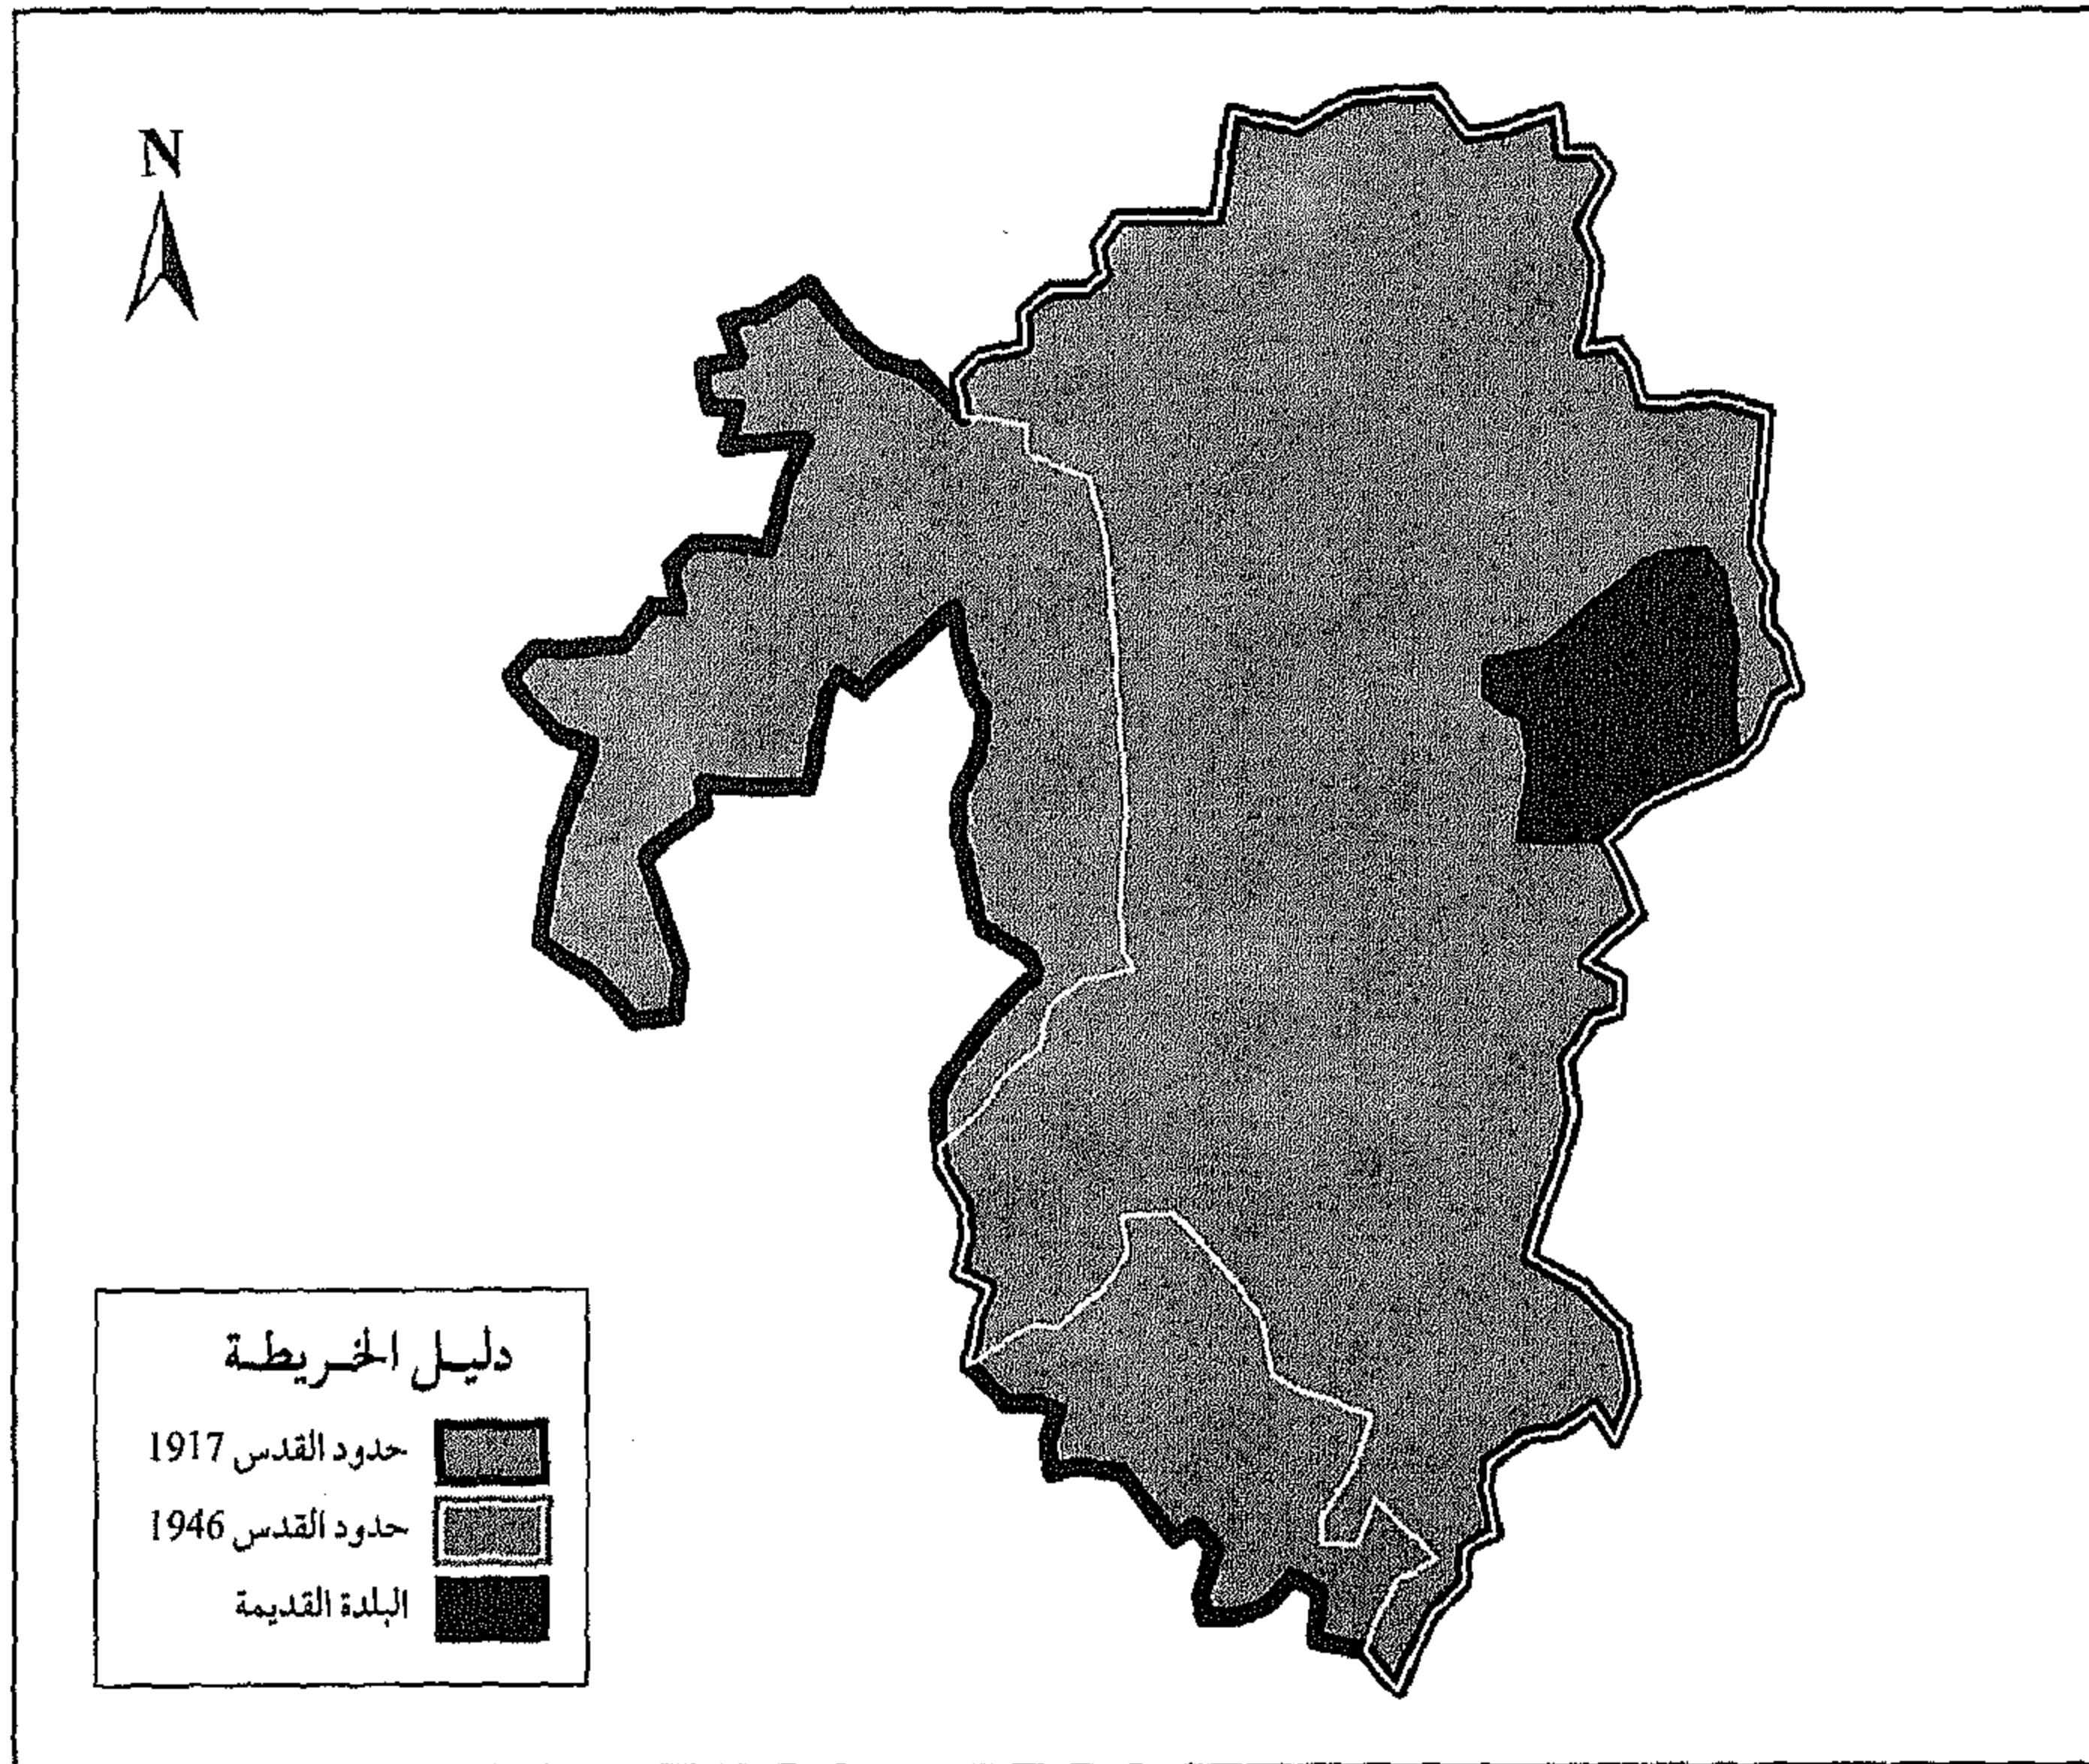 N
دليل الخريطة
حدود القدس 1917
حدود القدس 1946
البلدة القديمة